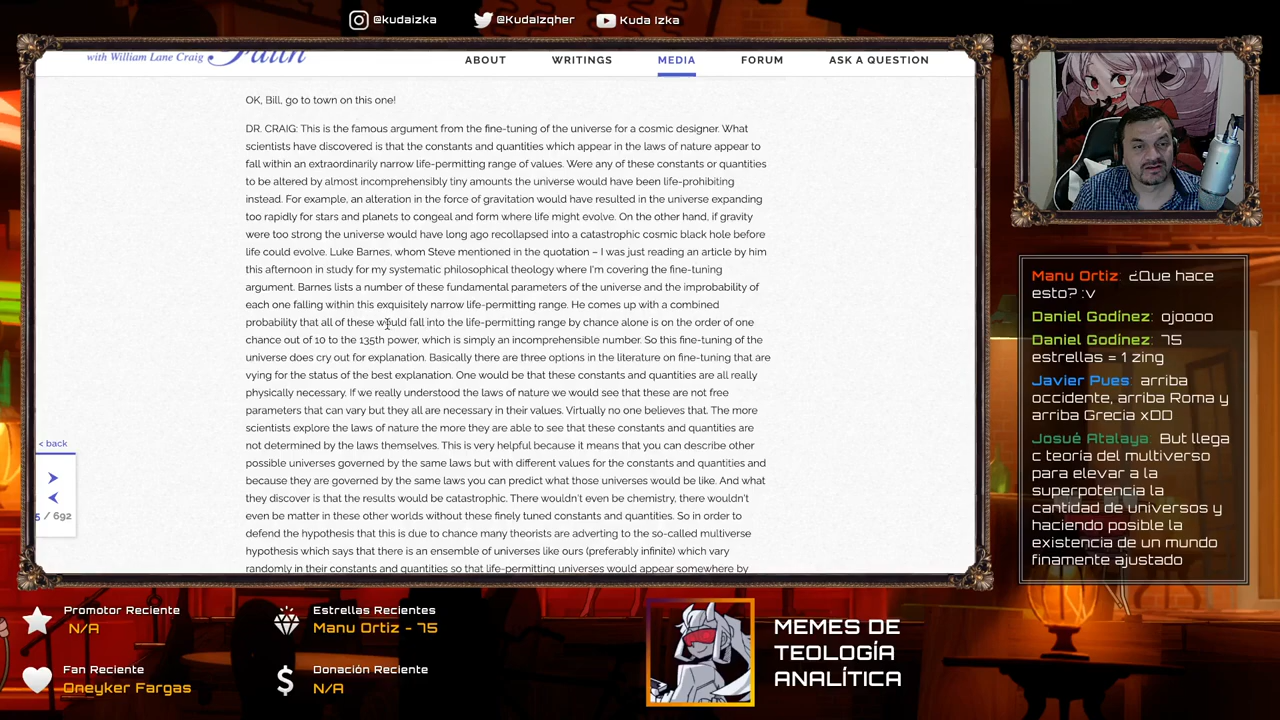 @kudaizka
@KudaIzqher
Kuda Izka
with William Lane Craig Faith
ABOUT
WRITINGS
MEDIA
FORUM
ASK A QUESTION
OK, Bill, go to town on this one!
DR. CRAIG: This is the famous argument from the fine-tuning of the universe for a cosmic designer. What
scientists have discovered is that the constants and quantities which appear in the laws of nature appear to
fall within an extraordinarily narrow life-permitting range of values. Were any of these constants or quantities
to be altered by almost incomprehensibly tiny amounts the universe would have been life-prohibiting
instead. For example, an alteration in the force of gravitation would have resulted in the universe expanding
too rapidly for stars and planets to congeal and form where life might evolve. On the other hand, if gravity
were too strong the universe would have long ago recollapsed into a catastrophic cosmic black hole before
life could evolve. Luke Barnes, whom Steve mentioned in the quotation – I was just reading an article by him
this afternoon in study for my systematic philosophical theology where I'm covering the fine-tuning
argument. Barnes lists a number of these fundamental parameters of the universe and the improbability of
each one falling within this exquisitely narrow life-permitting range. He comes up with a combined
probability that all of these would fall into the life-permitting range by chance alone is on the order of one
chance out of 10 to the 135th power, which is simply an incomprehensible number. So this fine-tuning of the
universe does cry out for explanation. Basically there are three options in the literature on fine-tuning that are
vying for the status of the best explanation. One would be that these constants and quantities are all really
physically necessary. If we really understood the laws of nature we would see that these are not free
parameters that can vary but they all are necessary in their values. Virtually no one believes that. The more
scientists explore the laws of nature the more they are able to see that these constants and quantities are
not determined by the laws themselves. This is very helpful because it means that you can describe other
possible universes governed by the same laws but with different values for the constants and quantities and
because they are governed by the same laws you can predict what those universes would be like. And what
they discover is that the results would be catastrophic. There wouldn't even be chemistry, there wouldn't
even be matter in these other worlds without these finely tuned constants and quantities. So in order to
defend the hypothesis that this is due to chance many theorists are adverting to the so-called multiverse
hypothesis which says that there is an ensemble of universes like ours (preferably infinite) which vary
randomly in their constants and quantities so that life-permitting universes would appear somewhere by
< back
5 / 692
Manu Ortiz: ¿Que hace
esto? :v
Daniel Godínez: ojoooo
Daniel Godínez: 75
estrellas = 1 zing
Javier Pues: arriba
occidente, arriba Roma y
arriba Grecia xDD
Josué Atalaya: But llega
c teoria del multiverso
para elevar a la
superpotencia la
cantidad de universos y
haciendo posible la
existencia de un mundo
finamente ajustado
Promotor Reciente
N/A
Estrellas Recientes
Manu Ortiz - 75
Fan Reciente
Oneyker Fargas
Donación Reciente
N/A
MEMES DE
TEOLOGÍA
ANALÍTICA